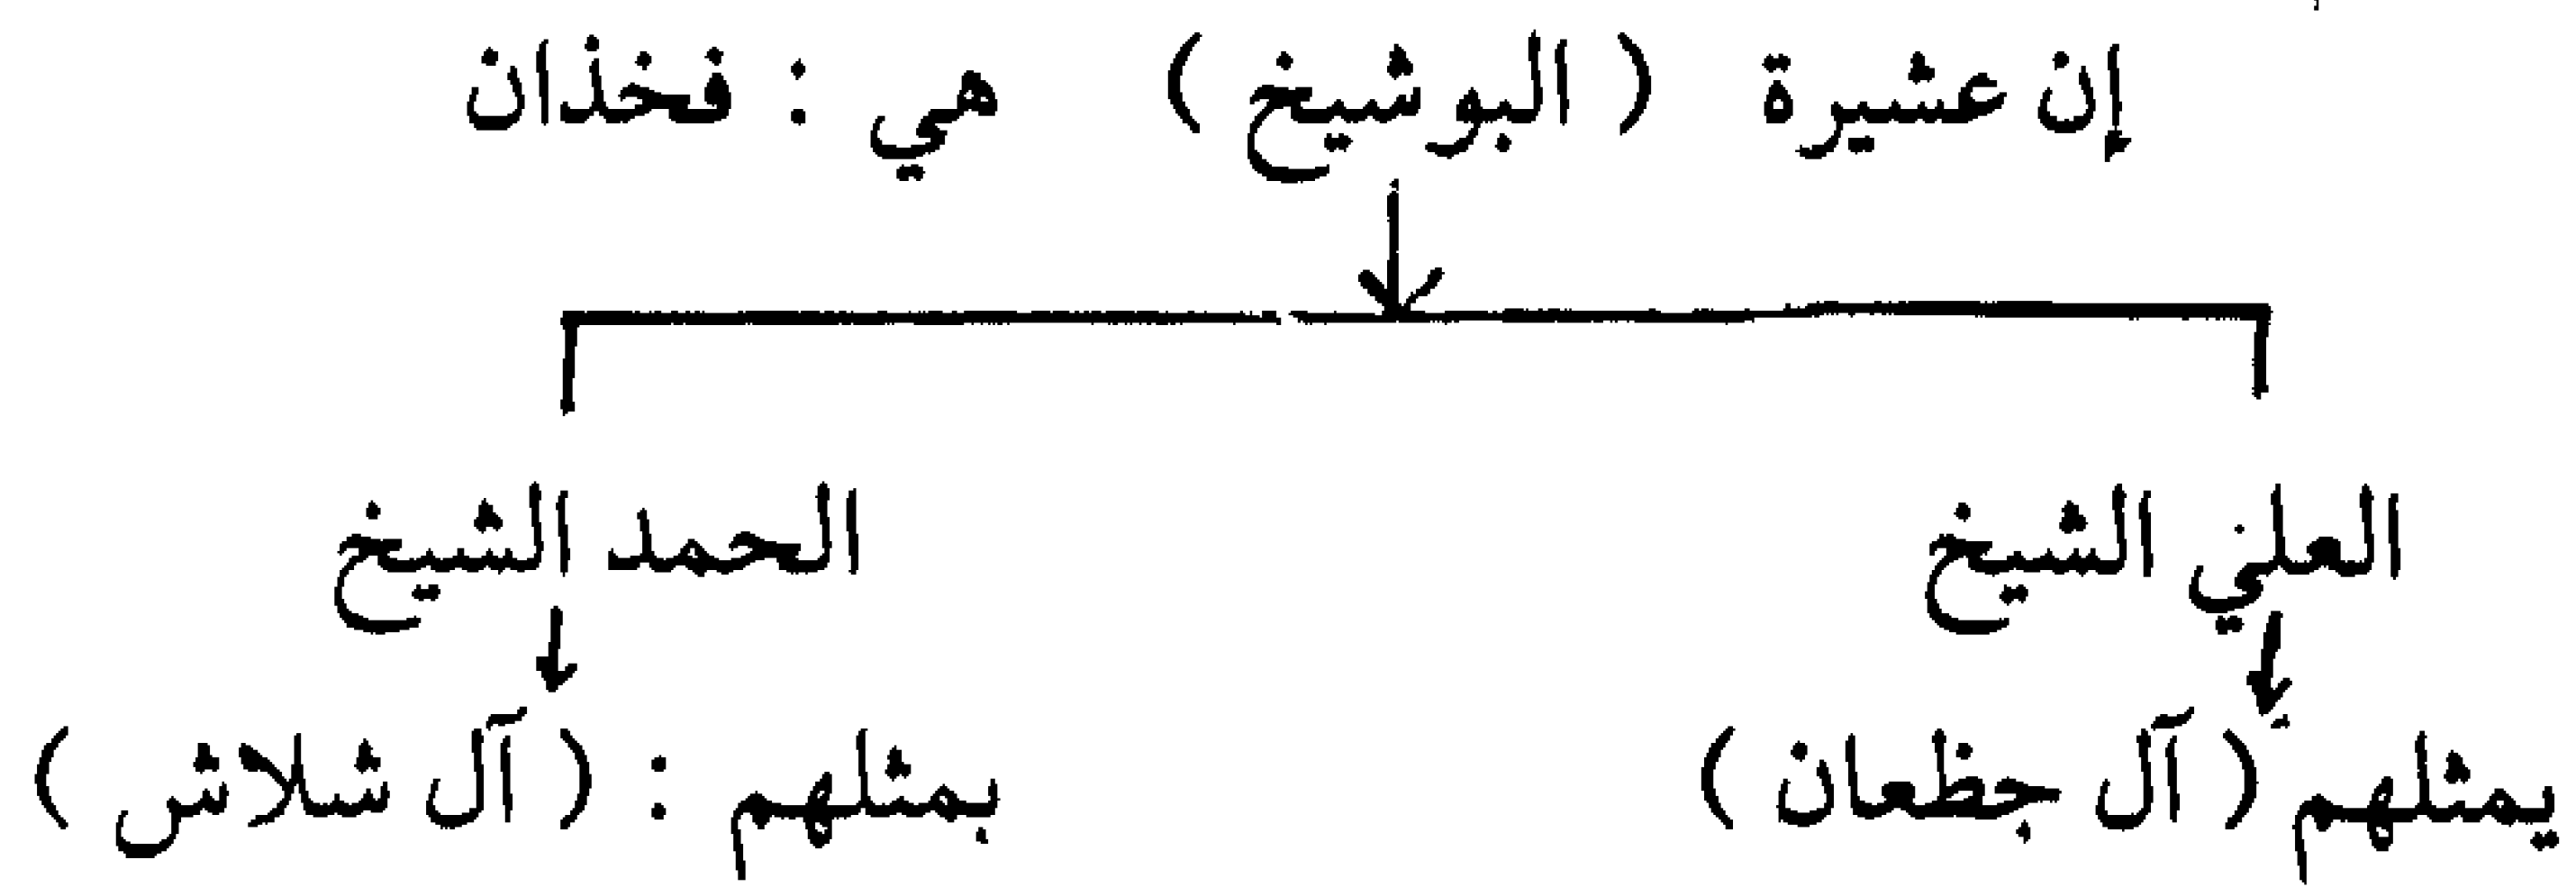 إن عشيرة ( البوشيخ ) هي : فخذان
العلي الشيخ الحمد الشيخ
يمثلهم ( آل جظعان ) بمثلهم : ( آل شلاش )